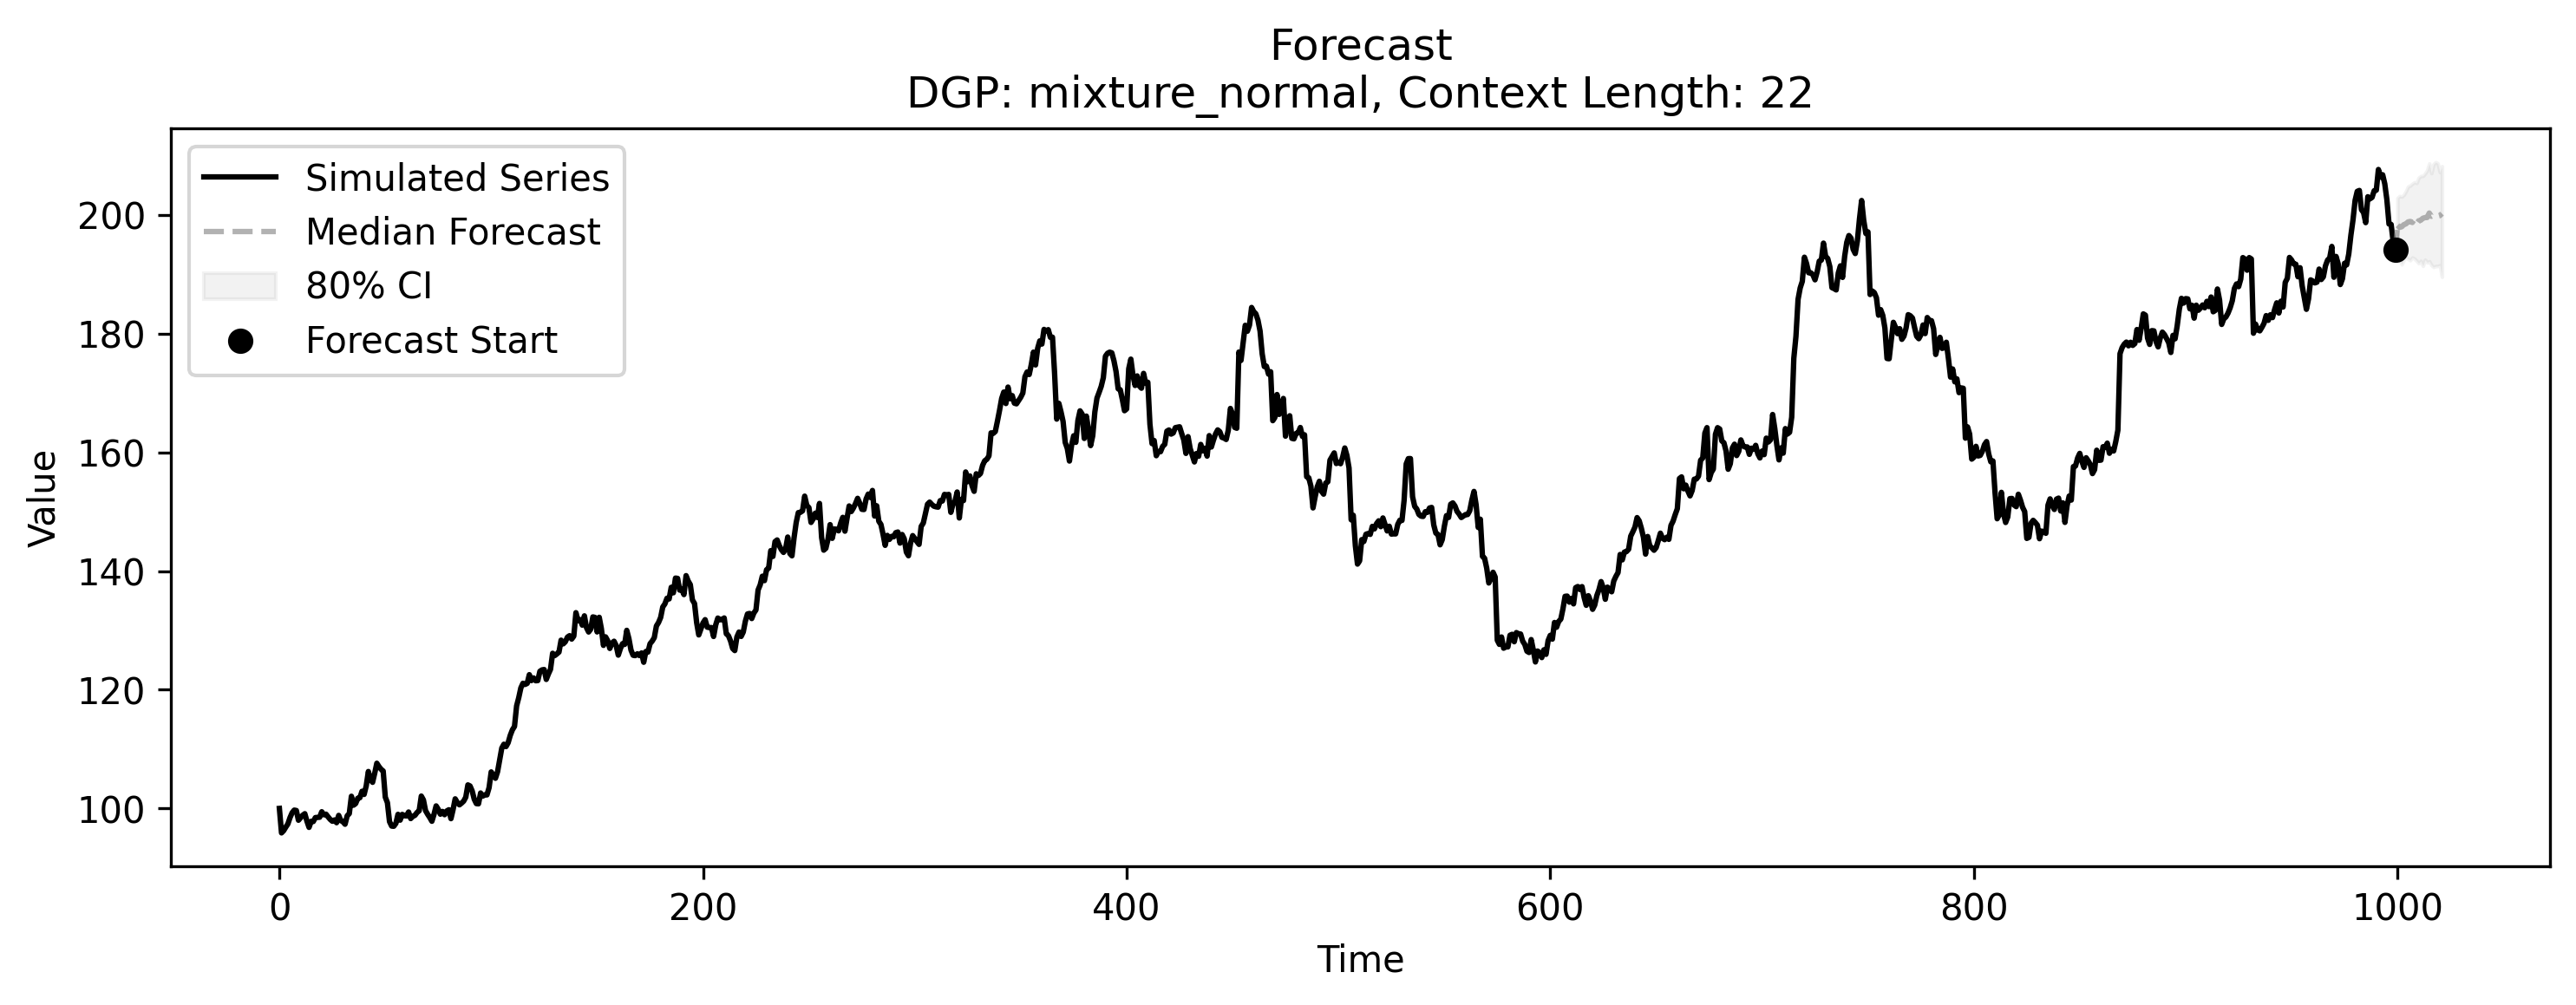 Forecast
DGP: mixture_normal, Context Length: 22
Simulated Series
Median Forecast
80% CI
Forecast Start
Value
200
180
160
140
120
100
0
200
400
600
800
1000
Time